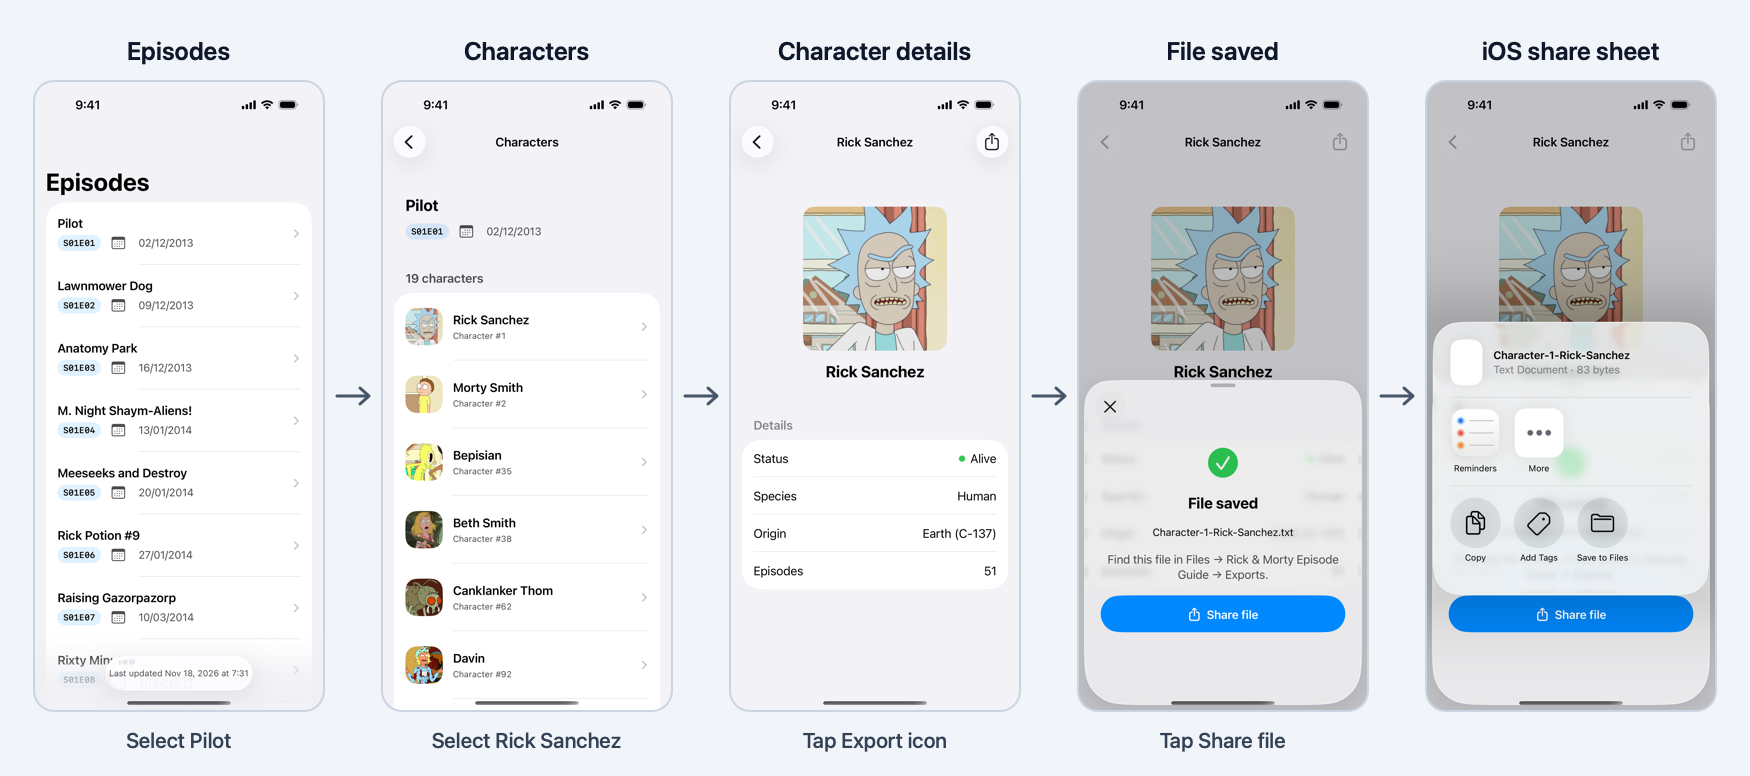 Episodes
9:41
Episodes
Pilot
S01E01 02/12/2013
Lawnmower Dog
S01E02 09/12/2013
Anatomy Park
S01E03 16/12/2013
M. Night Shaym-Aliens!
S01E04 13/01/2014
Meeseeks and Destroy
S01E05 20/01/2014
Rick Potion #9
S01E06 27/01/2014
Raising Gazorpazorp
S01E07 10/03/2014
Rixty
S01E08
Last updated Nov 18, 2026 at 7:31
Select Pilot
Characters
9:41
Characters
Pilot
S01E01 02/12/2013
19 characters
Rick Sanchez
Character #1
Morty Smith
Character #2
Bepisian
Character #35
Beth Smith
Character #38
Canklanker Thom
Character #62
Davin
Character #92
Select Rick Sanchez
Character details
9:41
Rick Sanchez
Rick Sanchez
Details
Status Alive
Species Human
Origin Earth (C-137)
Episodes 51
Tap Export icon
File saved
9:41
Rick Sanchez
Rick Sanchez
File saved
Character-1-Rick-Sanchez.txt
Find this file in Files → Rick & Morty Episode
Guide → Exports.
Share file
Tap Share file
iOS share sheet
9:41
Rick Sanchez
Character-1-Rick-Sanchez
Text Document · 83 bytes
Reminders More
Copy Add Tags Save to Files
Share file